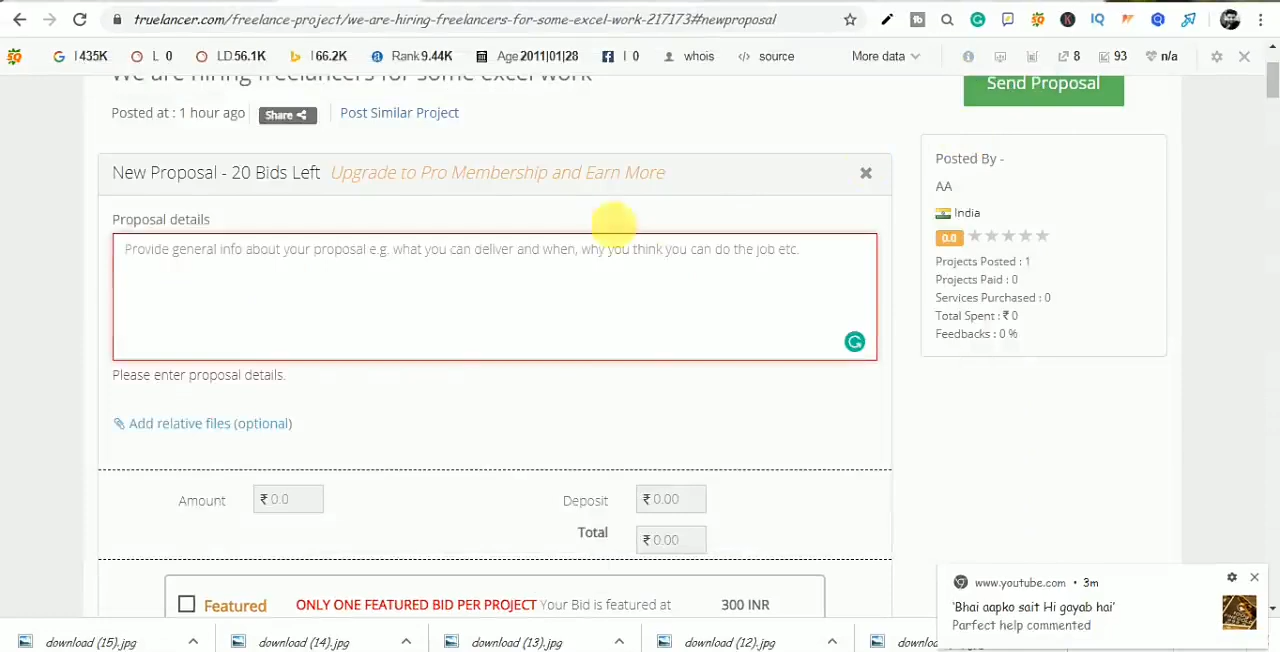 truelancer.com/freelance-project/we-are-hiring-freelancers-for-some-excel-work-217173#newproposal
I 435K L 0 LD 56.1K I 66.2K Rank 9.44K Age 2011|01|28 I 0 whois source More data 8 93 n/a
We are hiring freelancers for some excel work
Send Proposal
Posted at : 1 hour ago Share Post Similar Project
New Proposal - 20 Bids Left Upgrade to Pro Membership and Earn More
Proposal details
Provide general info about your proposal e.g. what you can deliver and when, why you think you can do the job etc.
Please enter proposal details.
Add relative files (optional)
Amount ₹ 0.0 Deposit ₹ 0.00
Total ₹ 0.00
Featured ONLY ONE FEATURED BID PER PROJECT Your Bid is featured at 300 INR
Posted By -
AA
India
0.0
Projects Posted : 1
Projects Paid : 0
Services Purchased : 0
Total Spent : ₹ 0
Feedbacks : 0 %
www.youtube.com • 3m
'Bhai aapko sait Hi gayab hai'
Parfect help commented
download (15).jpg download (14).jpg download (13).jpg download (12).jpg